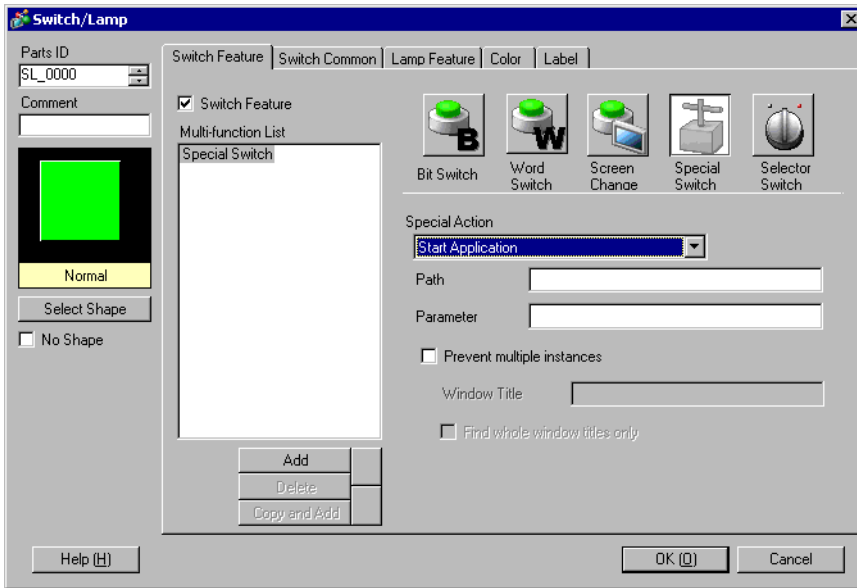 Switch/Lamp
Parts ID
SL_0000
Comment
Normal
Select Shape
No Shape
Switch Feature
Switch Common
Lamp Feature
Color
Label
Switch Feature
Multi-function List
Special Switch
Add
Delete
Copy and Add
B
W
Bit Switch
Word
Switch
Screen
Change
Special
Switch
Selector
Switch
Special Action
Start Application
Path
Parameter
Prevent multiple instances
Window Title
Find whole window titles only
Help (H)
OK (O)
Cancel